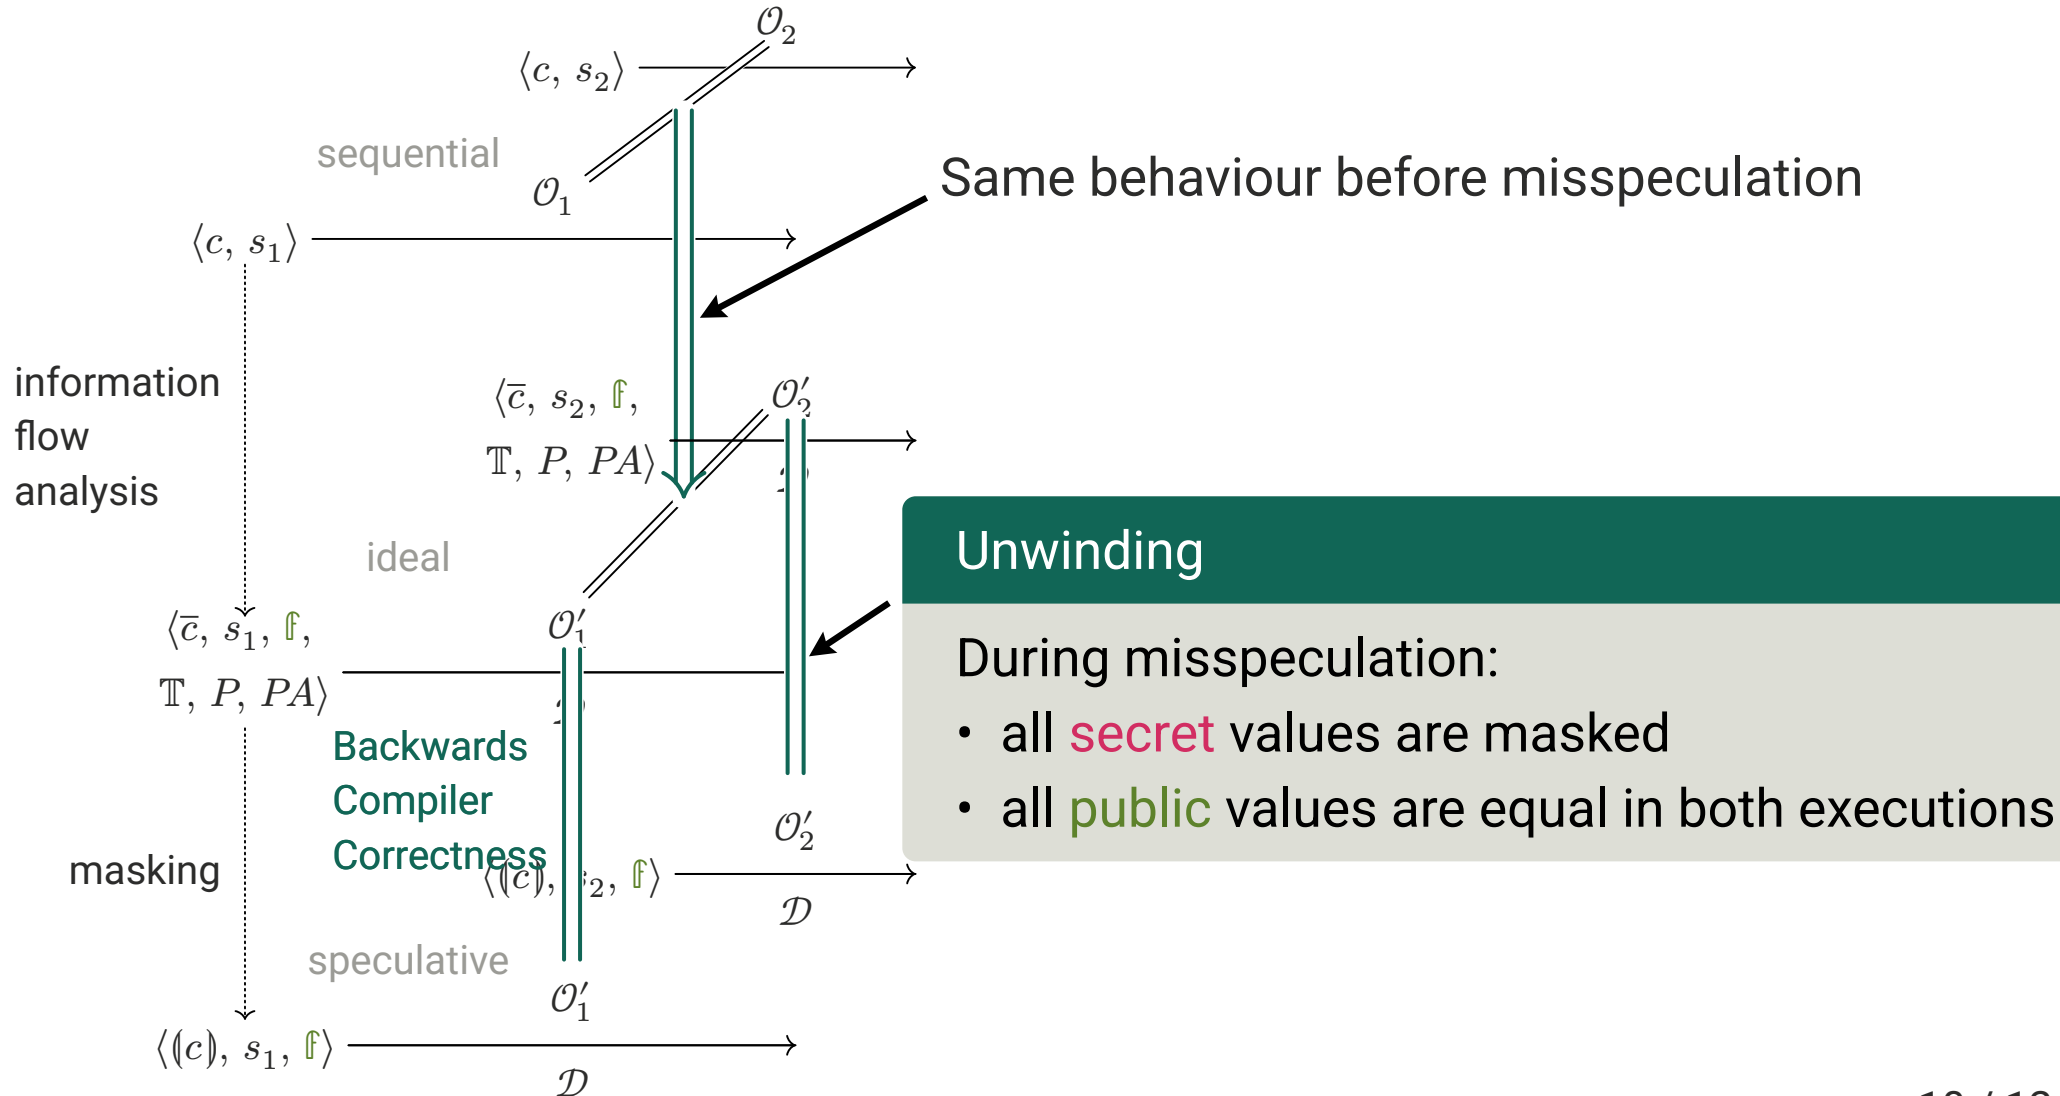 𝒪₂
⟨c, s₂⟩
sequential
𝒪₁
Same behaviour before misspeculation
⟨c, s₁⟩
information
flow
analysis
⟨c̅, s₂, 𝕗,
𝕋, P, PA⟩
𝒪′₂
ideal
Unwinding
During misspeculation:
• all secret values are masked
• all public values are equal in both executions
⟨c̅, s₁, 𝕗,
𝕋, P, PA⟩
𝒪′₁
Backwards
Compiler
Correctness
masking
𝒪′₂
⟨⦇c⦈, s₂, 𝕗⟩
𝒟
speculative
𝒪′₁
⟨⦇c⦈, s₁, 𝕗⟩
𝒟